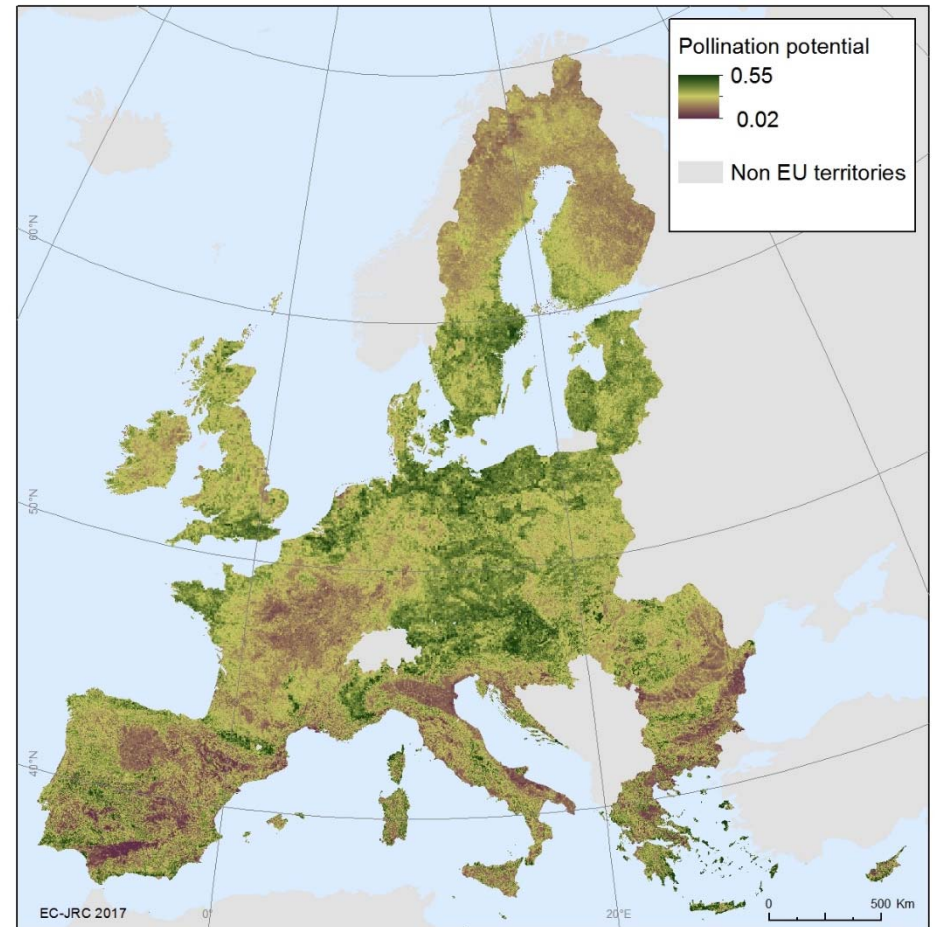 Pollination potential
0.55
0.02
Non EU territories
60°N
50°N
40°N
EC-JRC 2017
0°
20°E
0 500 Km